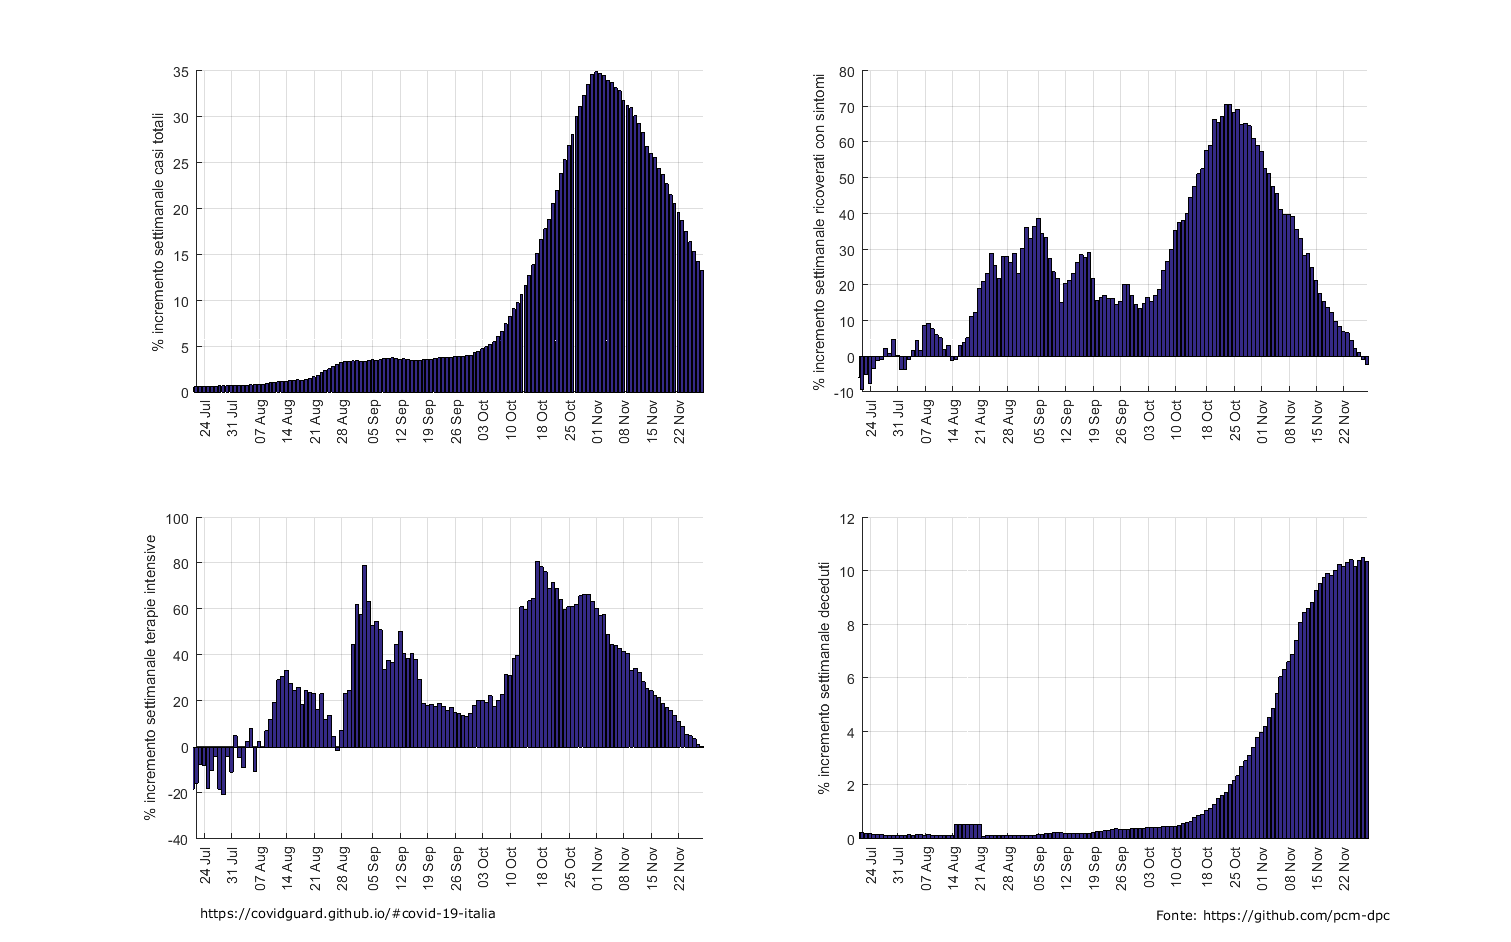 % incremento settimanale casi totali
35
30
25
20
15
10
5
0
24 Jul
31 Jul
07 Aug
14 Aug
21 Aug
28 Aug
05 Sep
12 Sep
19 Sep
26 Sep
03 Oct
10 Oct
18 Oct
25 Oct
01 Nov
08 Nov
15 Nov
22 Nov
% incremento settimanale ricoverati con sintomi
80
70
60
50
40
30
20
10
0
-10
24 Jul
31 Jul
07 Aug
14 Aug
21 Aug
28 Aug
05 Sep
12 Sep
19 Sep
26 Sep
03 Oct
10 Oct
18 Oct
25 Oct
01 Nov
08 Nov
15 Nov
22 Nov
% incremento settimanale terapie intensive
100
80
60
40
20
0
-20
-40
24 Jul
31 Jul
07 Aug
14 Aug
21 Aug
28 Aug
05 Sep
12 Sep
19 Sep
26 Sep
03 Oct
10 Oct
18 Oct
25 Oct
01 Nov
08 Nov
15 Nov
22 Nov
% incremento settimanale deceduti
12
10
8
6
4
2
0
24 Jul
31 Jul
07 Aug
14 Aug
21 Aug
28 Aug
05 Sep
12 Sep
19 Sep
26 Sep
03 Oct
10 Oct
18 Oct
25 Oct
01 Nov
08 Nov
15 Nov
22 Nov
https://covidguard.github.io/#covid-19-italia
Fonte: https://github.com/pcm-dpc